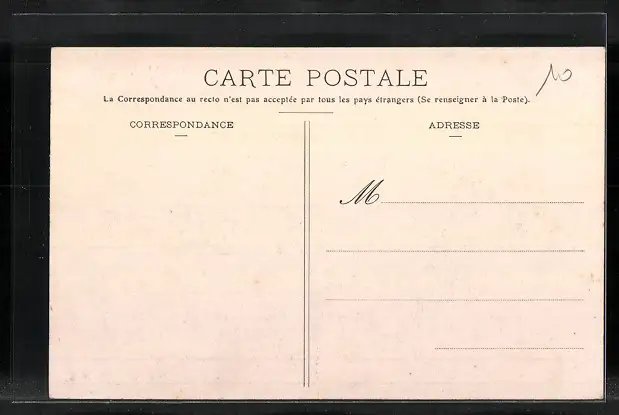 CARTE POSTALE
10
La Correspondance au recto n'est pas acceptée par tous les pays étrangers (Se renseigner à la Poste).
CORRESPONDANCE
ADRESSE
M